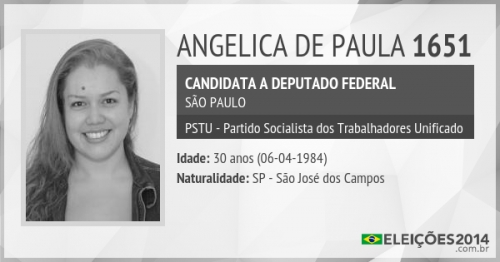 ANGELICA DE PAULA 1651
CANDIDATA A DEPUTADO FEDERAL
SÃO PAULO
PSTU - Partido Socialista dos Trabalhadores Unificado
Idade: 30 anos (06-04-1984)
Naturalidade: SP - São José dos Campos
ELEIÇÕES2014
.com.br